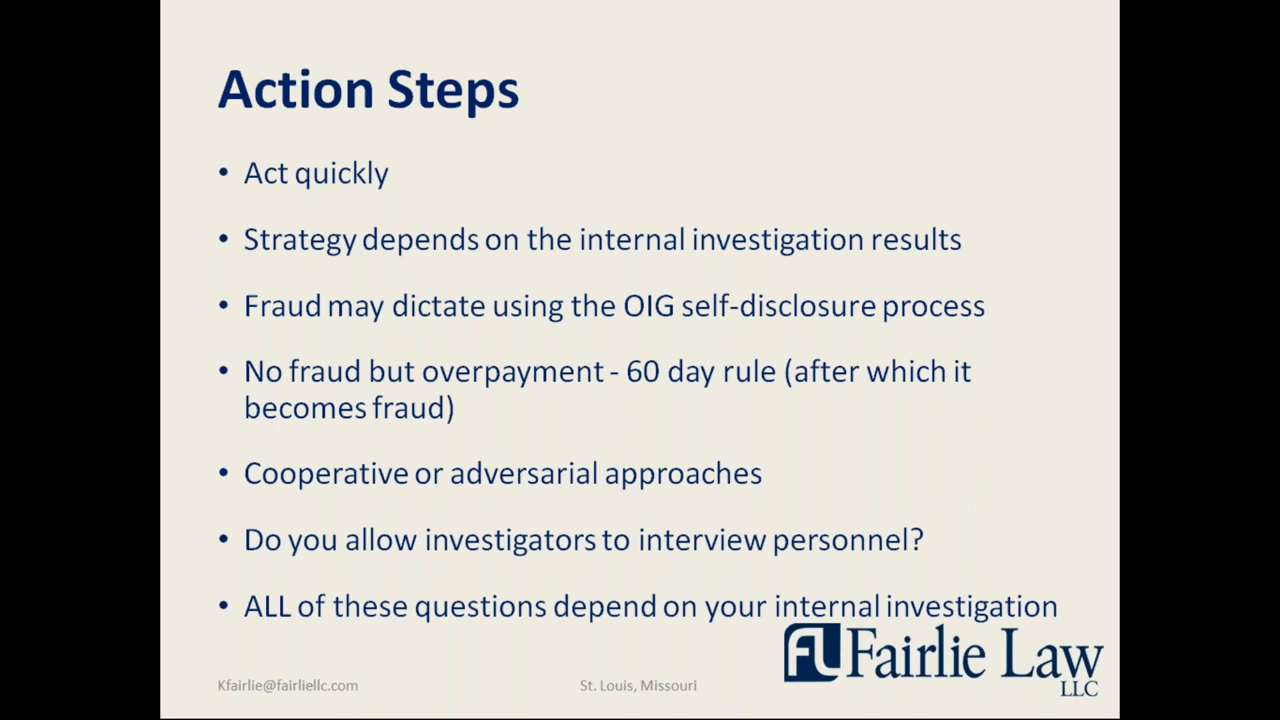 Action Steps
• Act quickly
• Strategy depends on the internal investigation results
• Fraud may dictate using the OIG self-disclosure process
• No fraud but overpayment - 60 day rule (after which it
becomes fraud)
• Cooperative or adversarial approaches
• Do you allow investigators to interview personnel?
• ALL of these questions depend on your internal investigation
FL Fairlie Law
LLC
Kfairlie@fairliellc.com
St. Louis, Missouri